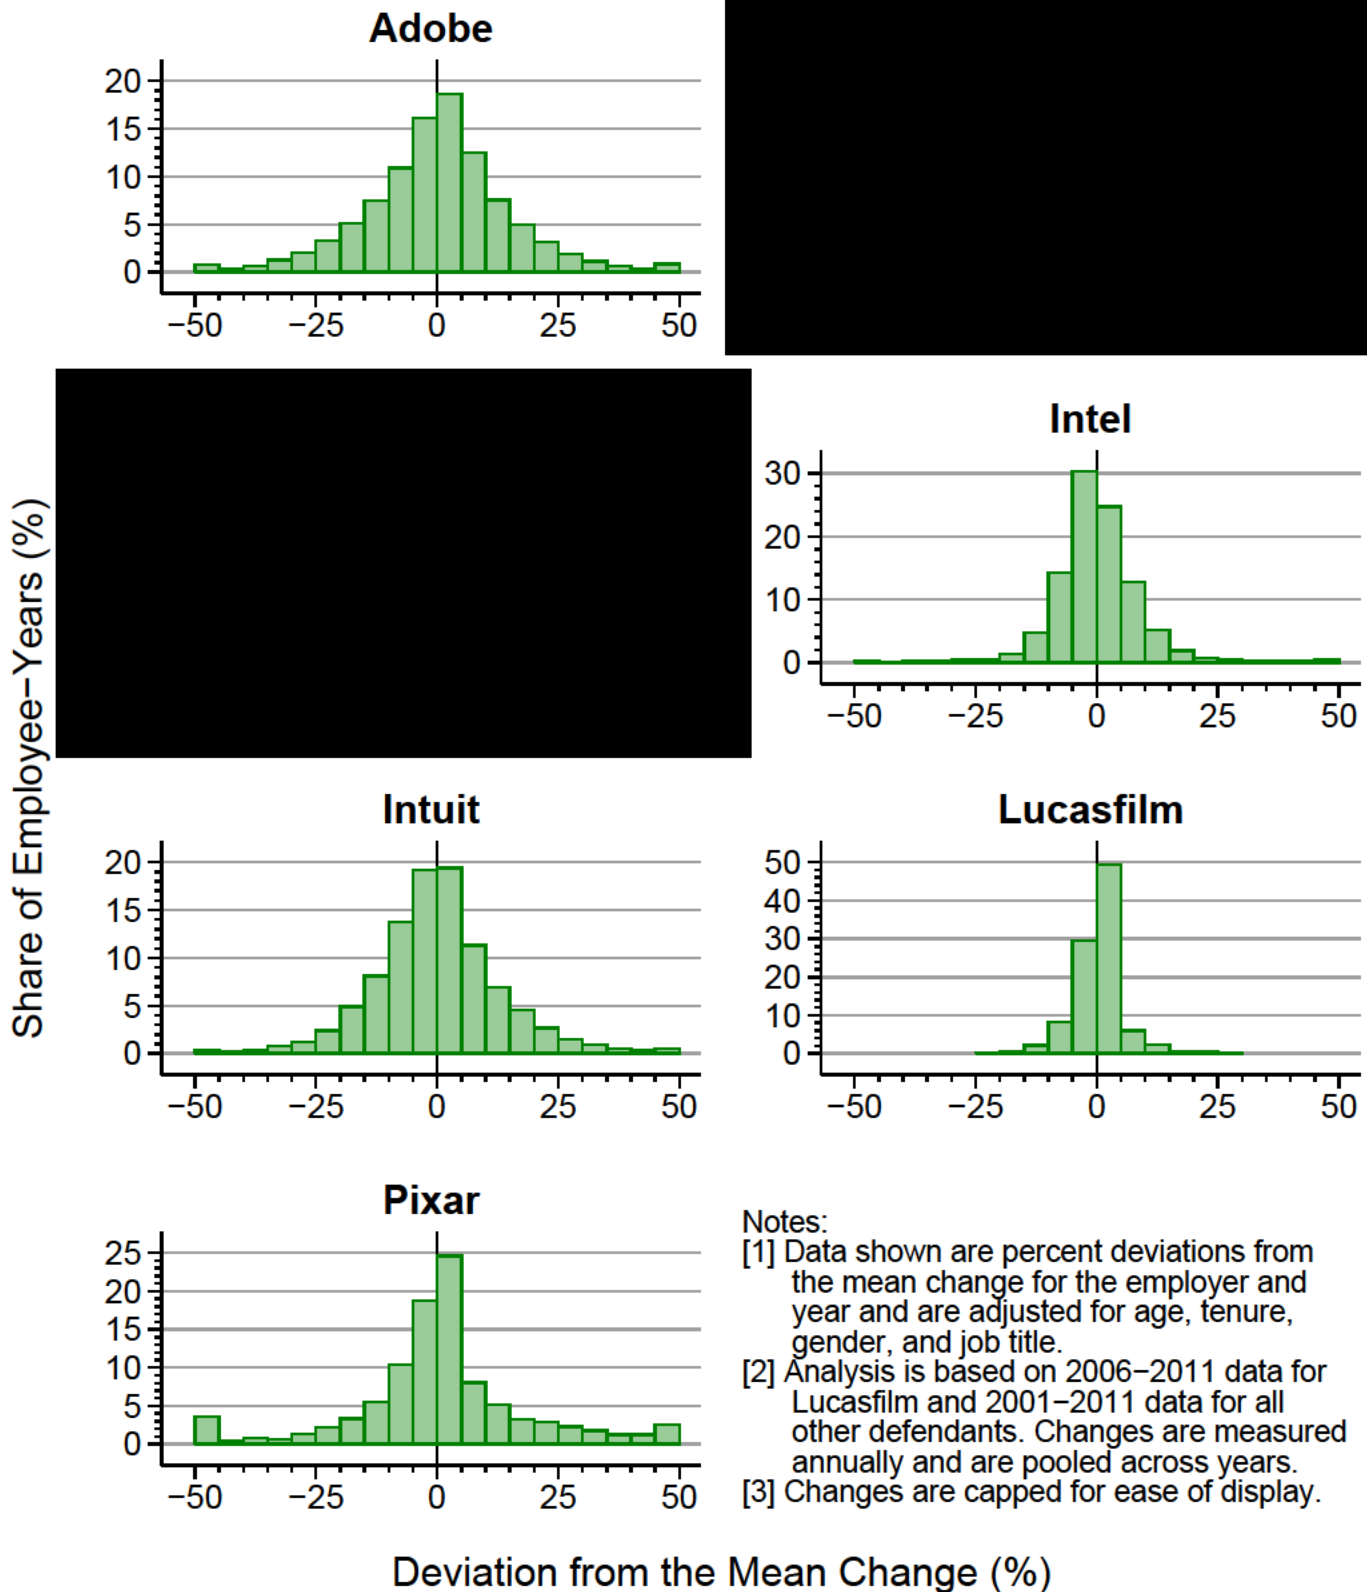 Adobe
20
15
10
5
0
−50 −25 0 25 50
Share of Employee−Years (%)
Intel
30
20
10
0
−50 −25 0 25 50
Intuit
20
15
10
5
0
−50 −25 0 25 50
Lucasfilm
50
40
30
20
10
0
−50 −25 0 25 50
Pixar
25
20
15
10
5
0
−50 −25 0 25 50
Notes:
[1] Data shown are percent deviations from
the mean change for the employer and
year and are adjusted for age, tenure,
gender, and job title.
[2] Analysis is based on 2006−2011 data for
Lucasfilm and 2001−2011 data for all
other defendants. Changes are measured
annually and are pooled across years.
[3] Changes are capped for ease of display.
Deviation from the Mean Change (%)